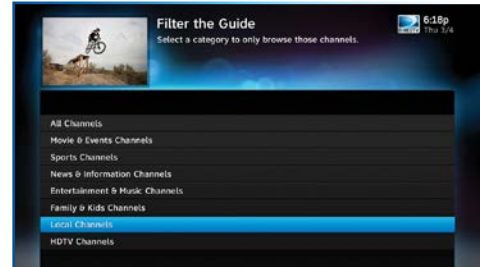 Filter the Guide
Select a category to only browse those channels.
6:18p
Thu 3/4
All Channels
Movie & Events Channels
Sports Channels
News & Information Channels
Entertainment & Music Channels
Family & Kids Channels
Local Channels
HDTV Channels